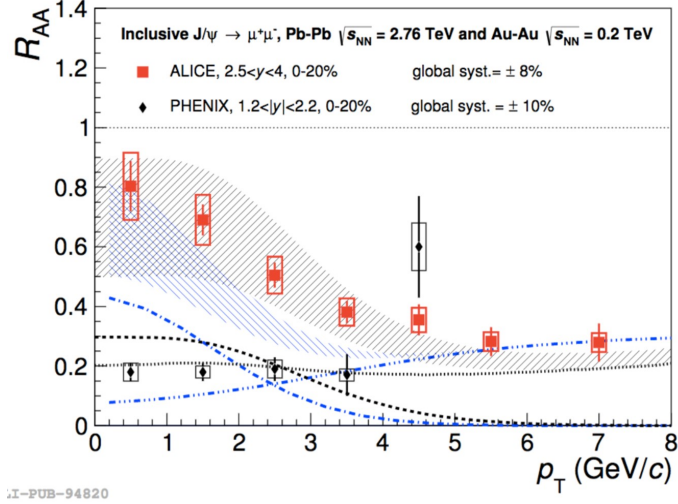 Inclusive J/ψ → μ⁺μ⁻, Pb-Pb √s_NN = 2.76 TeV and Au-Au √s_NN = 0.2 TeV
ALICE, 2.5<y<4, 0-20% global syst.= ± 8%
PHENIX, 1.2<|y|<2.2, 0-20% global syst.= ± 10%
R_AA
1.4
1.2
1
0.8
0.6
0.4
0.2
0
0 1 2 3 4 5 6 7 8
p_T (GeV/c)
LI-PUB-94820